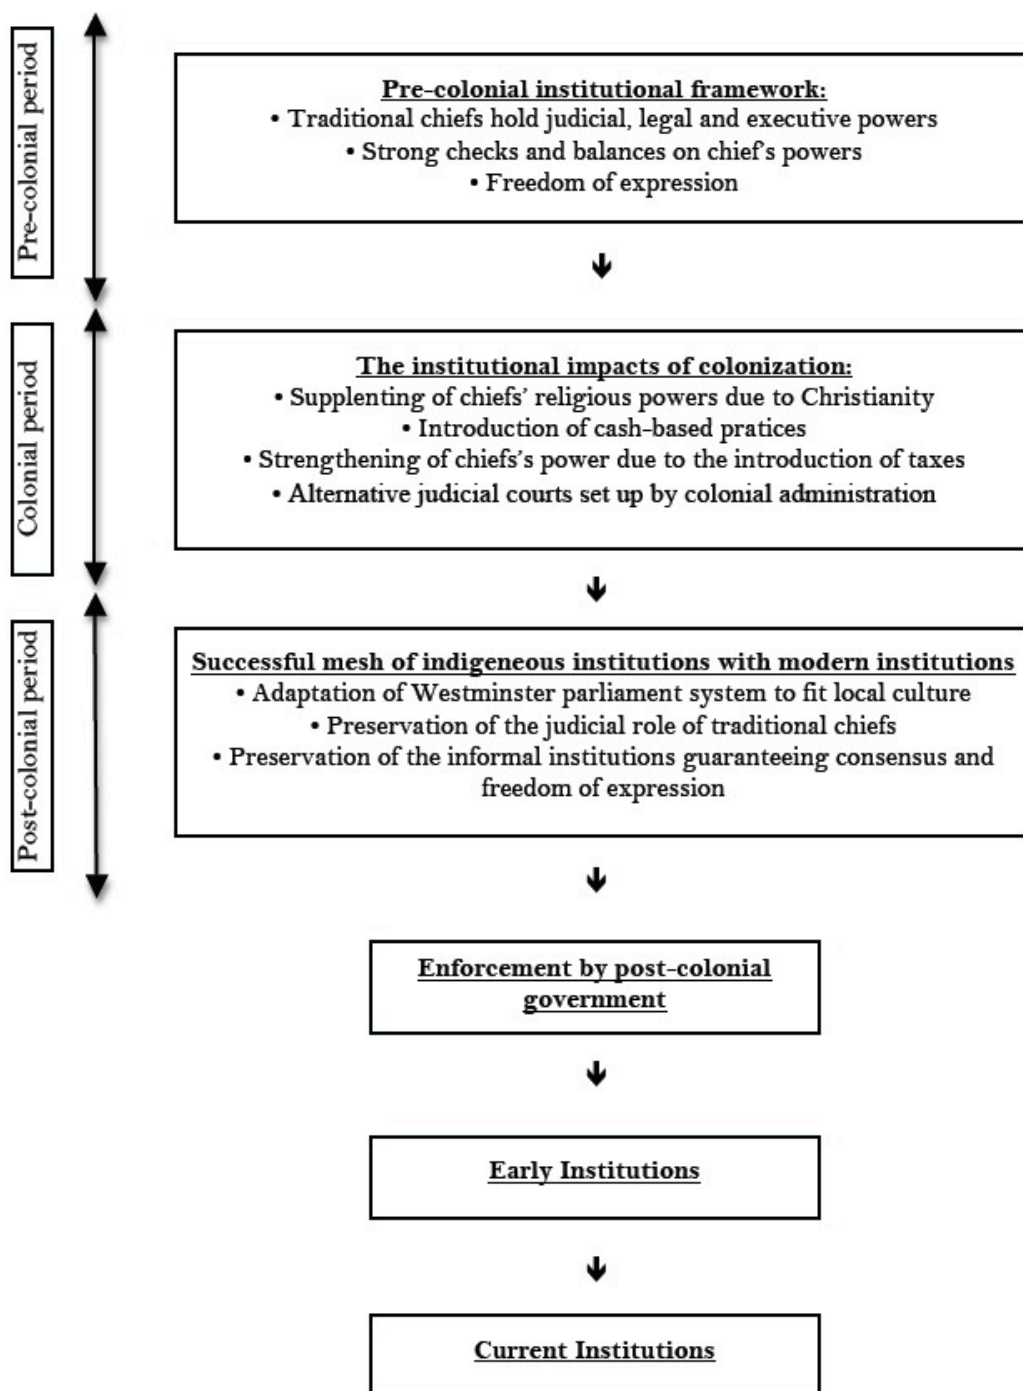 Pre-colonial period
Pre-colonial institutional framework:
• Traditional chiefs hold judicial, legal and executive powers
• Strong checks and balances on chief's powers
• Freedom of expression
Colonial period
The institutional impacts of colonization:
• Supplenting of chiefs' religious powers due to Christianity
• Introduction of cash-based pratices
• Strengthening of chiefs's power due to the introduction of taxes
• Alternative judicial courts set up by colonial administration
Post-colonial period
Successful mesh of indigeneous institutions with modern institutions
• Adaptation of Westminster parliament system to fit local culture
• Preservation of the judicial role of traditional chiefs
• Preservation of the informal institutions guaranteeing consensus and
freedom of expression
Enforcement by post-colonial
government
Early Institutions
Current Institutions